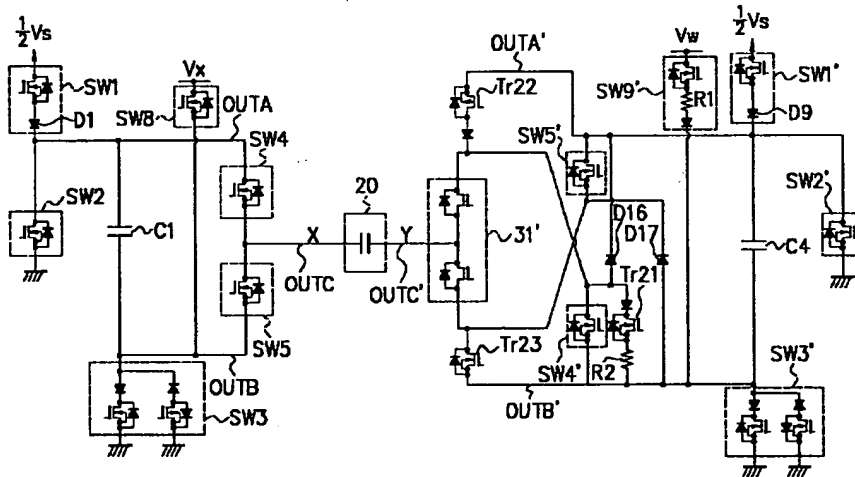 ½Vs
SW1
D1
Vx
SW8
OUTA
SW4
SW2
C1
20
X
Y
OUTC
OUTC'
SW5
OUTB
SW3
OUTA'
Tr22
SW5'
31'
D16
D17
Tr21
Tr23
SW4'
R2
OUTB'
Vw
SW9'
R1
½Vs
SW1'
D9
SW2'
C4
SW3'